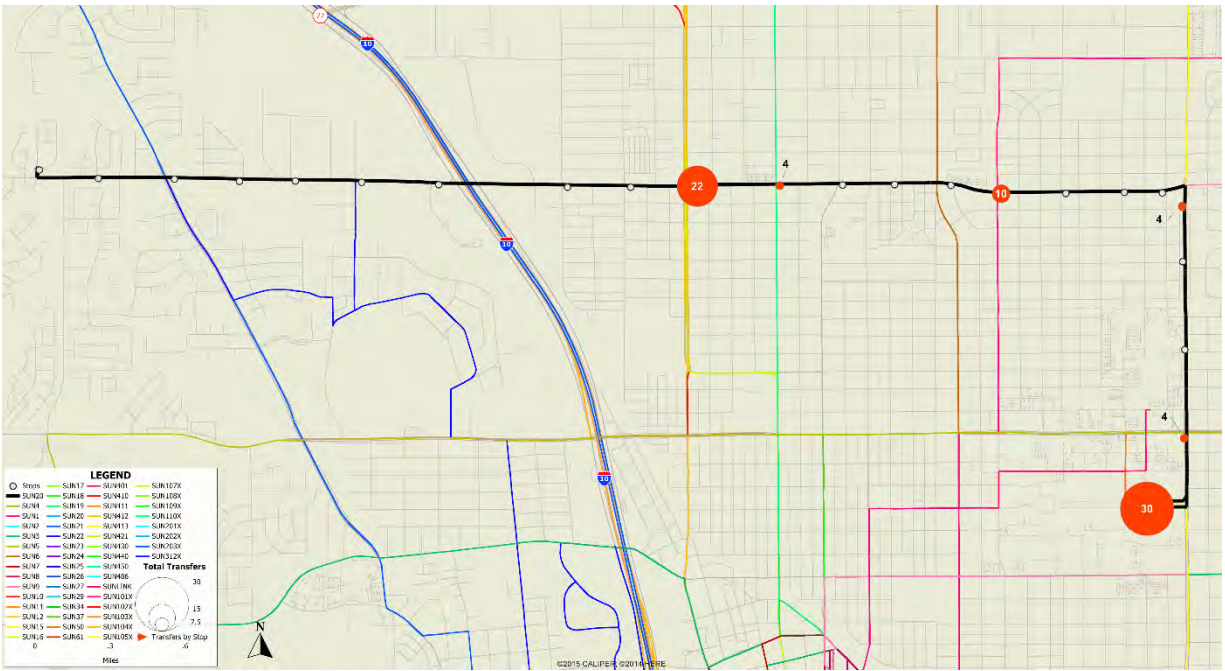 77
10
4
22
10
4
10
4
10
30
LEGEND
Stops SUN17 SUN401 SUN107X
SUN20 SUN18 SUN410 SUN108X
SUN4 SUN19 SUN411 SUN109X
SUN1 SUN20 SUN412 SUN110X
SUN2 SUN21 SUN413 SUN201X
SUN3 SUN22 SUN421 SUN202X
SUN5 SUN23 SUN430 SUN203X
SUN6 SUN24 SUN440 SUN312X
SUN7 SUN25 SUN450 Total Transfers
SUN8 SUN26 SUN486
SUN9 SUN27 30
SUN10 SUN29 SUN101X
SUN11 SUN34 SUN102X 15
SUN12 SUN37 SUN103X 7.5
SUN15 SUN50 SUN104X Transfers by Stop
SUN16 SUN61 SUN105X
0 .3 .6
Miles
N
©2015 CALIPER; ©2014 HERE